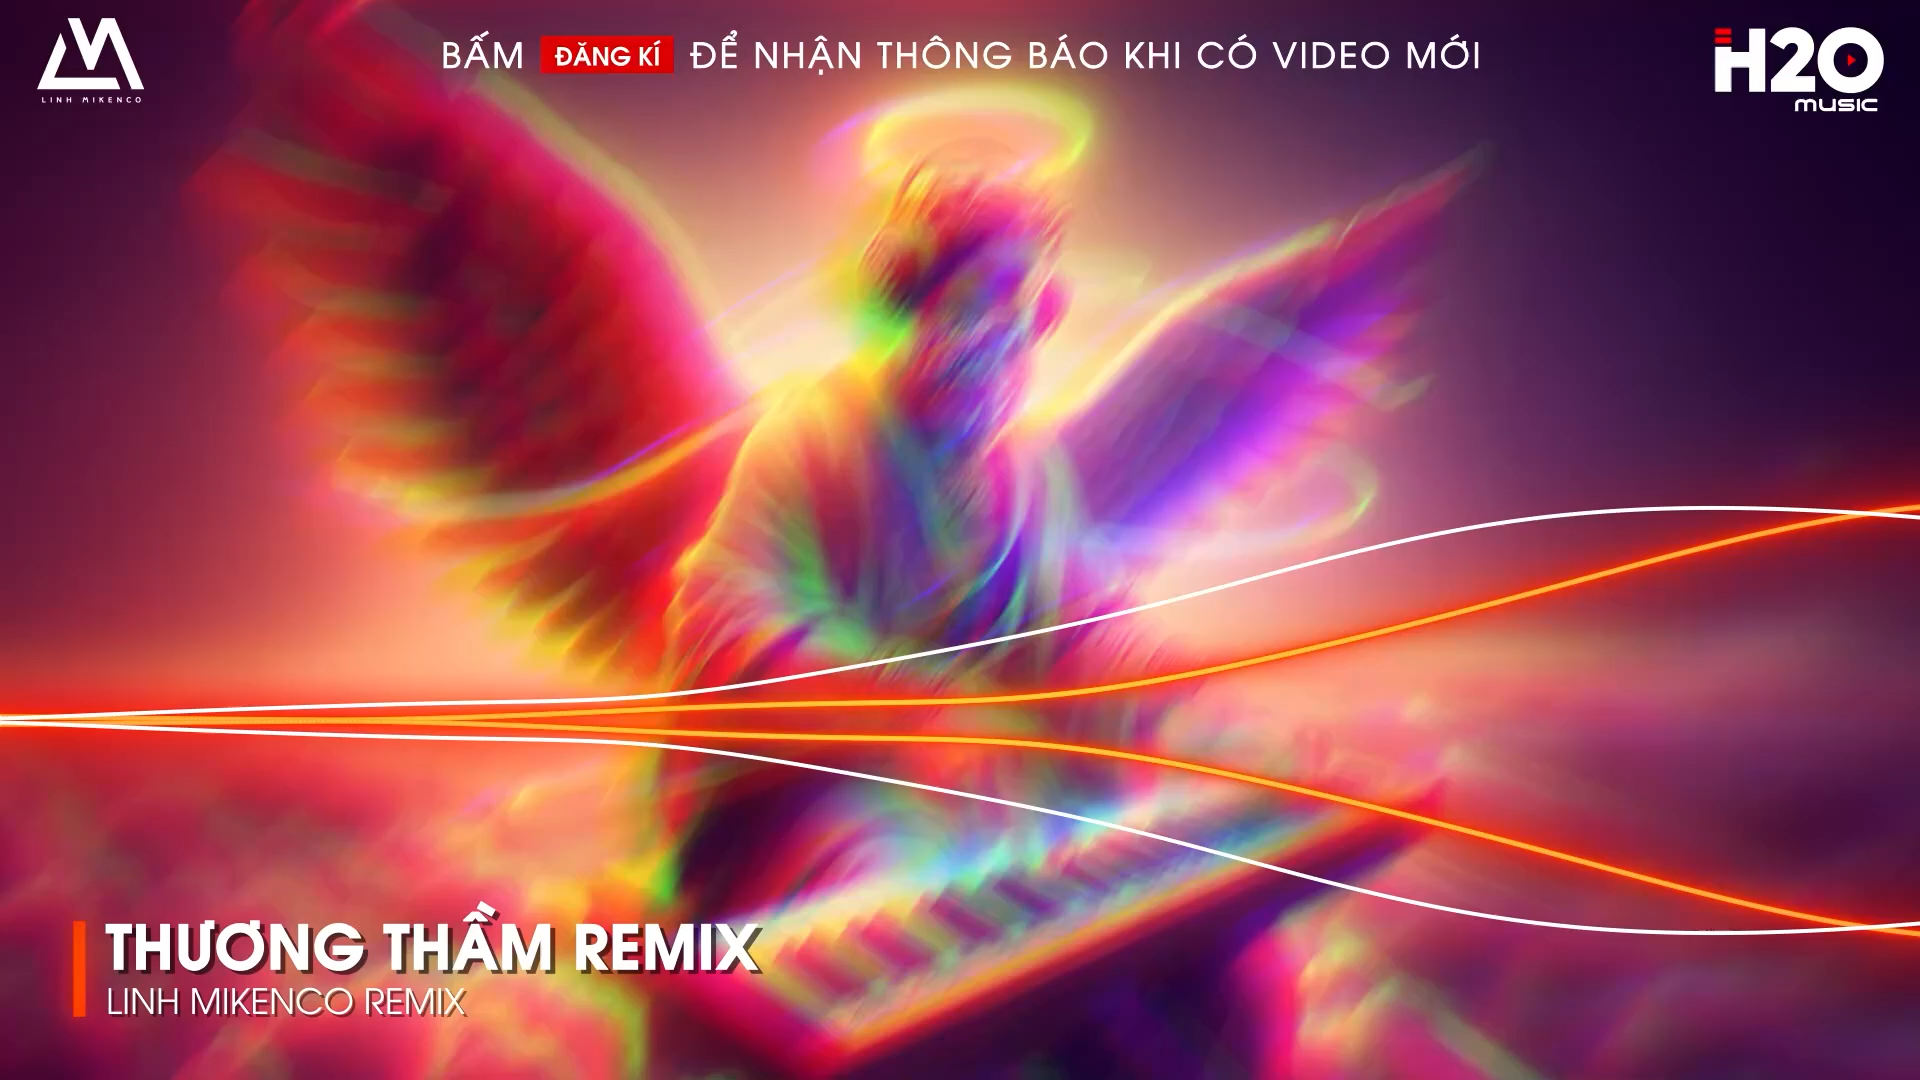 LINH MIKENCO
BẤM ĐĂNG KÍ ĐỂ NHẬN THÔNG BÁO KHI CÓ VIDEO MỚI
H2O
MUSIC
THƯƠNG THẦM REMIX
LINH MIKENCO REMIX